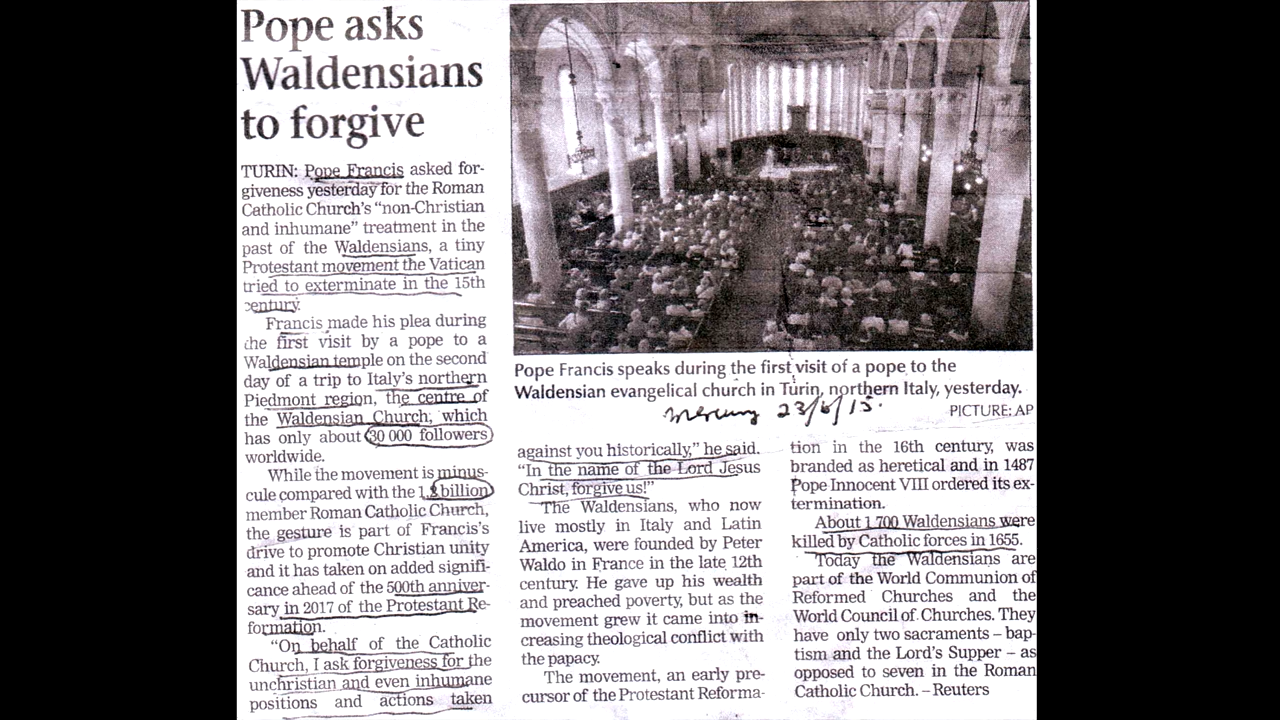 Pope asks
Waldensians
to forgive
TURIN: Pope Francis asked for-
giveness yesterday for the Roman
Catholic Church's “non-Christian
and inhumane” treatment in the
past of the Waldensians, a tiny
Protestant movement the Vatican
tried to exterminate in the 15th
century.
Francis made his plea during
the first visit by a pope to a
Waldensian temple on the second
day of a trip to Italy's northern
Piedmont region, the centre of
the Waldensian Church, which
has only about 30 000 followers
worldwide.
While the movement is minus-
cule compared with the 1,2 billion
member Roman Catholic Church,
the gesture is part of Francis's
drive to promote Christian unity
and it has taken on added signifi-
cance ahead of the 500th anniver-
sary in 2017 of the Protestant Re-
formation.
“On behalf of the Catholic
Church, I ask forgiveness for the
unchristian and even inhumane
positions and actions taken
Pope Francis speaks during the first visit of a pope to the
Waldensian evangelical church in Turin, northern Italy, yesterday.
PICTURE: AP
Mercury 23/6/15.
against you historically,” he said.
“In the name of the Lord Jesus
Christ, forgive us!”
The Waldensians, who now
live mostly in Italy and Latin
America, were founded by Peter
Waldo in France in the late 12th
century. He gave up his wealth
and preached poverty, but as the
movement grew it came into in-
creasing theological conflict with
the papacy.
The movement, an early pre-
cursor of the Protestant Reforma-
tion in the 16th century, was
branded as heretical and in 1487
Pope Innocent VIII ordered its ex-
termination.
About 1 700 Waldensians were
killed by Catholic forces in 1655.
Today the Waldensians are
part of the World Communion of
Reformed Churches and the
World Council of Churches. They
have only two sacraments – bap-
tism and the Lord's Supper – as
opposed to seven in the Roman
Catholic Church. – Reuters